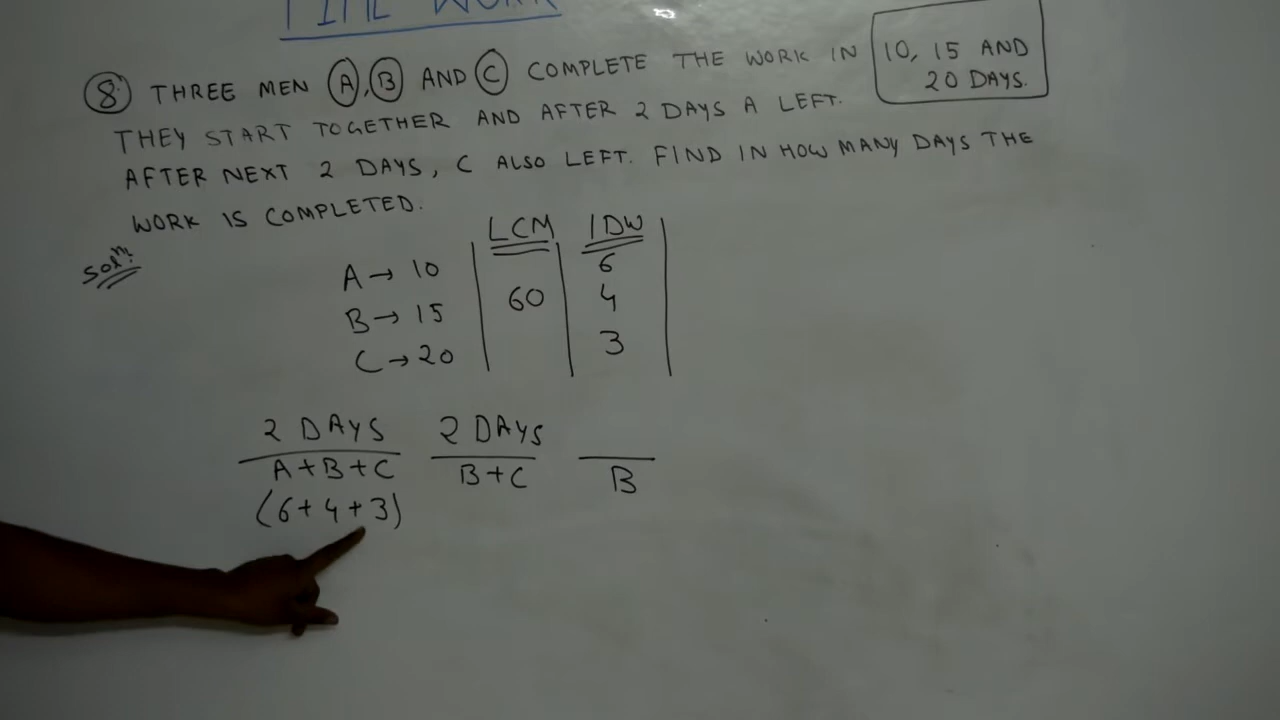 TIME WORK
8. THREE MEN A, B AND C COMPLETE THE WORK IN 10, 15 AND
20 DAYS.
THEY START TOGETHER AND AFTER 2 DAYS A LEFT.
AFTER NEXT 2 DAYS, C ALSO LEFT. FIND IN HOW MANY DAYS THE
WORK IS COMPLETED.
Solⁿ:
LCM 1DW
A → 10 6
B → 15 60 4
C → 20 3
2 DAYS 2 DAYS
A+B+C B+C B
(6+4+3)